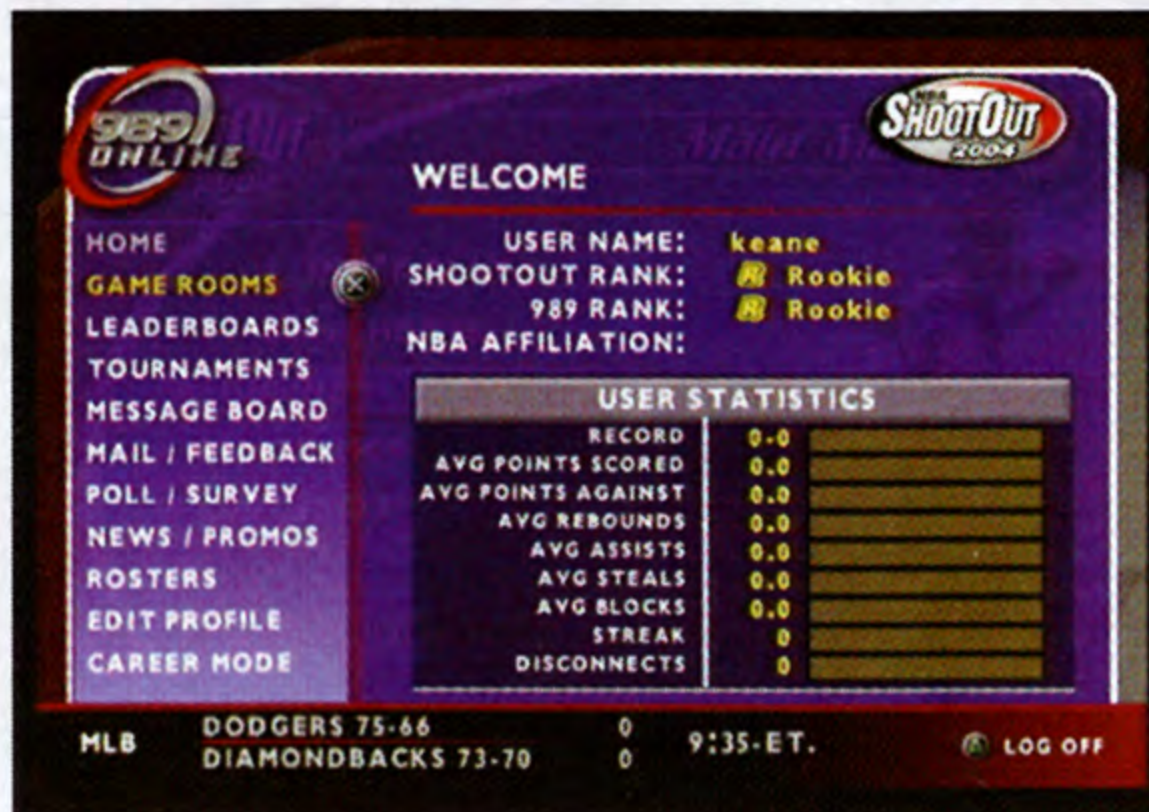 989 ONLINE
NBA SHOOTOUT 2004
WELCOME
HOME
GAME ROOMS
LEADERBOARDS
TOURNAMENTS
MESSAGE BOARD
MAIL / FEEDBACK
POLL / SURVEY
NEWS / PROMOS
ROSTERS
EDIT PROFILE
CAREER MODE
USER NAME: keane
SHOOTOUT RANK: R Rookie
989 RANK: R Rookie
NBA AFFILIATION:
USER STATISTICS
RECORD 0-0
AVG POINTS SCORED 0.0
AVG POINTS AGAINST 0.0
AVG REBOUNDS 0.0
AVG ASSISTS 0.0
AVG STEALS 0.0
AVG BLOCKS 0.0
STREAK 0
DISCONNECTS 0
MLB
DODGERS 75-66 0
DIAMONDBACKS 73-70 0
9:35-ET.
LOG OFF